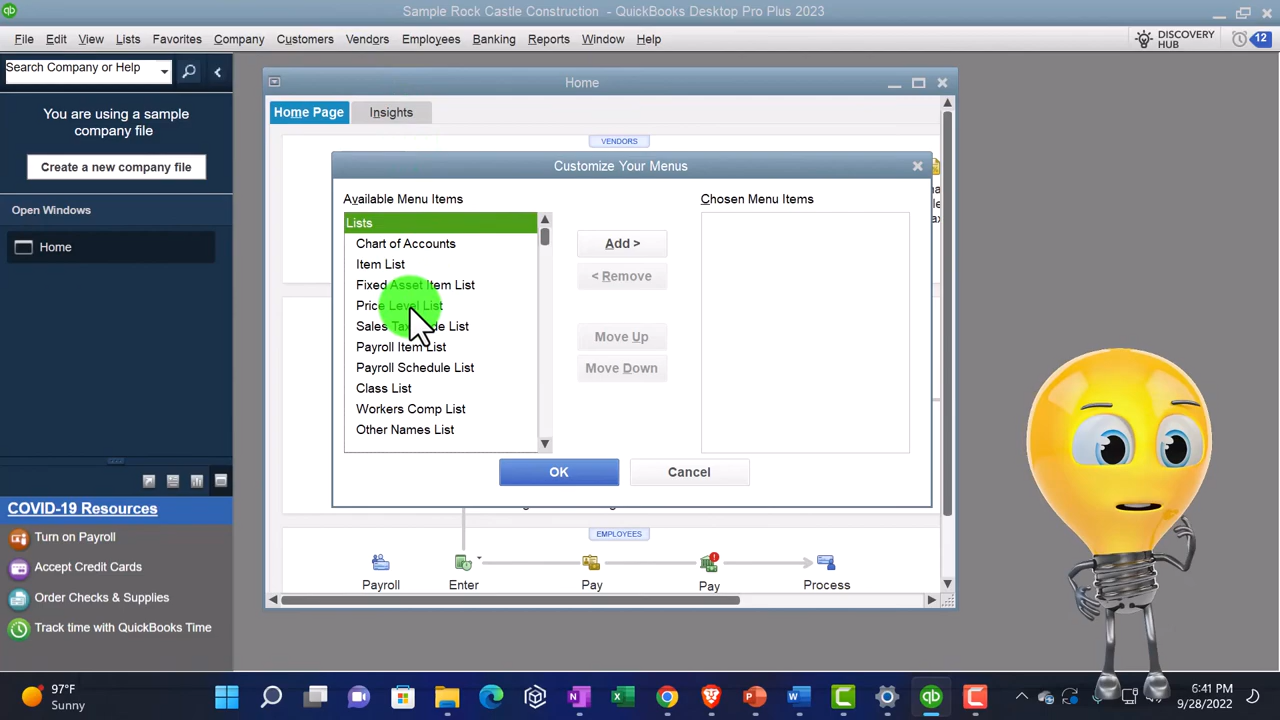 Sample Rock Castle Construction - QuickBooks Desktop Pro Plus 2023
File Edit View Lists Favorites Company Customers Vendors Employees Banking Reports Window Help
DISCOVERY
HUB
12
Search Company or Help
You are using a sample
company file
Create a new company file
Open Windows
Home
COVID-19 Resources
Turn on Payroll
Accept Credit Cards
Order Checks & Supplies
Track time with QuickBooks Time
Home
Home Page Insights
VENDORS
Customize Your Menus
Available Menu Items
Lists
Chart of Accounts
Item List
Fixed Asset Item List
Price Level List
Payroll Item List
Payroll Schedule List
Class List
Workers Comp List
Other Names List
Add >
< Remove
Move Up
Move Down
Chosen Menu Items
OK Cancel
EMPLOYEES
Payroll Enter Pay Pay Process
97°F
Sunny
6:41 PM
9/28/2022